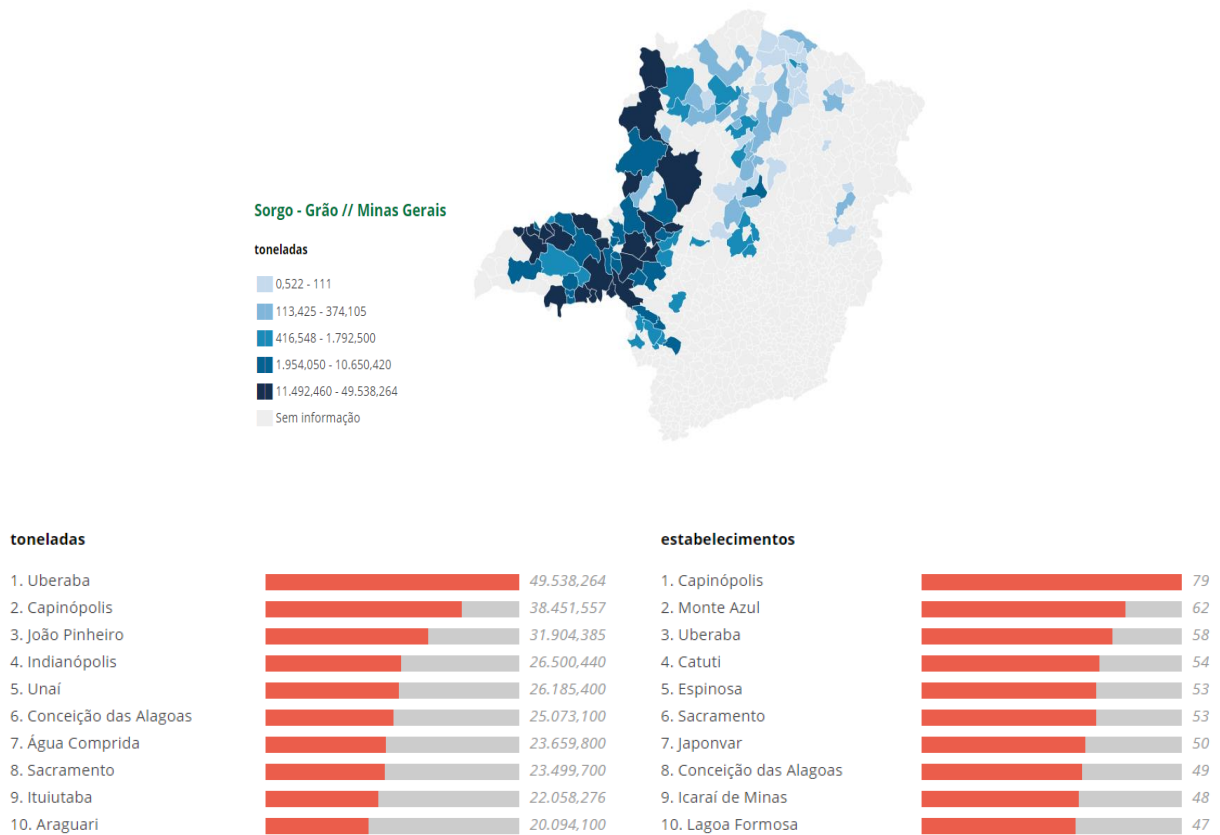 Sorgo - Grão // Minas Gerais
toneladas
0,522 - 111
113,425 - 374,105
416,548 - 1.792,500
1.954,050 - 10.650,420
11.492,460 - 49.538,264
Sem informação
toneladas
1. Uberaba 49.538,264
2. Capinópolis 38.451,557
3. João Pinheiro 31.904,385
4. Indianópolis 26.500,440
5. Unaí 26.185,400
6. Conceição das Alagoas 25.073,100
7. Água Comprida 23.659,800
8. Sacramento 23.499,700
9. Ituiutaba 22.058,276
10. Araguari 20.094,100
estabelecimentos
1. Capinópolis 79
2. Monte Azul 62
3. Uberaba 58
4. Catuti 54
5. Espinosa 53
6. Sacramento 53
7. Japonvar 50
8. Conceição das Alagoas 49
9. Icaraí de Minas 48
10. Lagoa Formosa 47